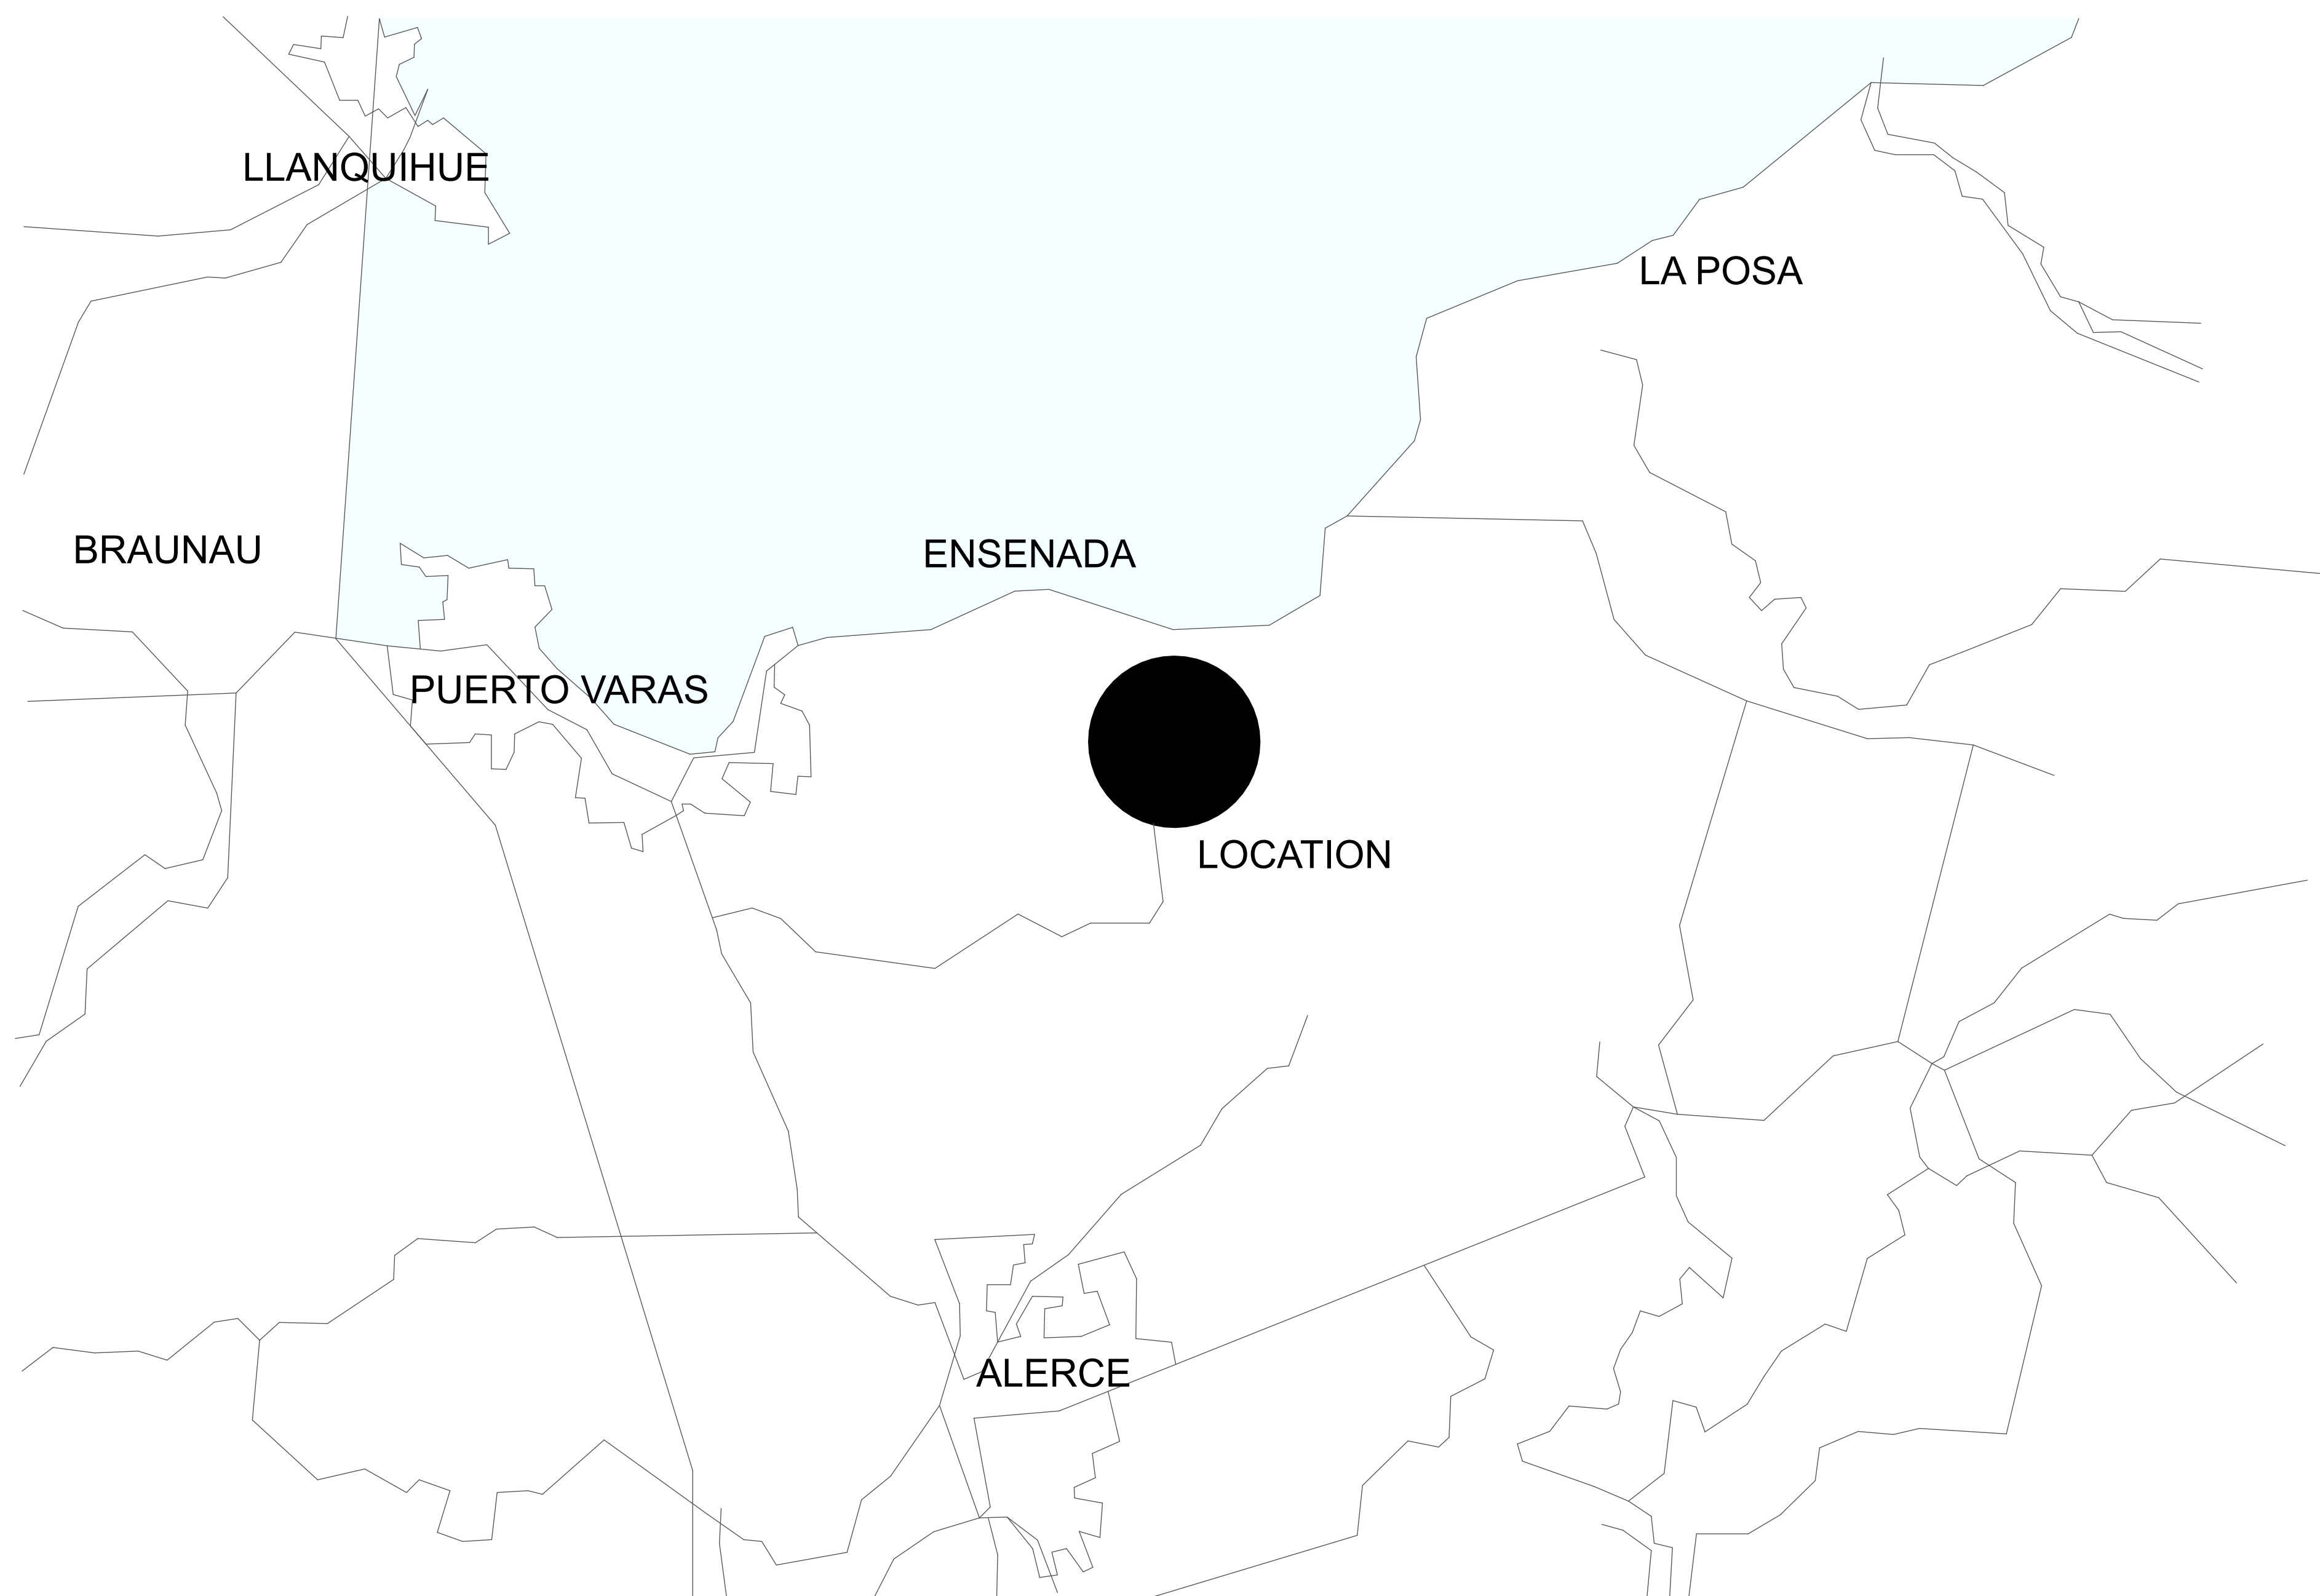 LLANQUIHUE
LA POSA
BRAUNAU
ENSENADA
PUERTO VARAS
LOCATION
ALERCE